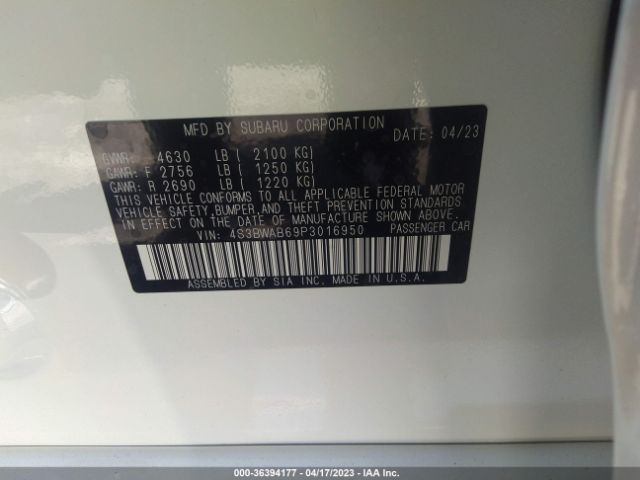 MFD BY SUBARU CORPORATION
DATE: 04/23
GVWR: 4630 LB ( 2100 KG)
GAWR: F 2756 LB ( 1250 KG)
GAWR: R 2690 LB ( 1220 KG)
THIS VEHICLE CONFORMS TO ALL APPLICABLE FEDERAL MOTOR
VEHICLE SAFETY,BUMPER AND THEFT PREVENTION STANDARDS
IN EFFECT ON THE DATE OF MANUFACTURE SHOWN ABOVE.
VIN: 4S3BWAB69P3016950 PASSENGER CAR
ASSEMBLED BY SIA INC. MADE IN U.S.A.
000-36394177 - 04/17/2023 - IAA Inc.